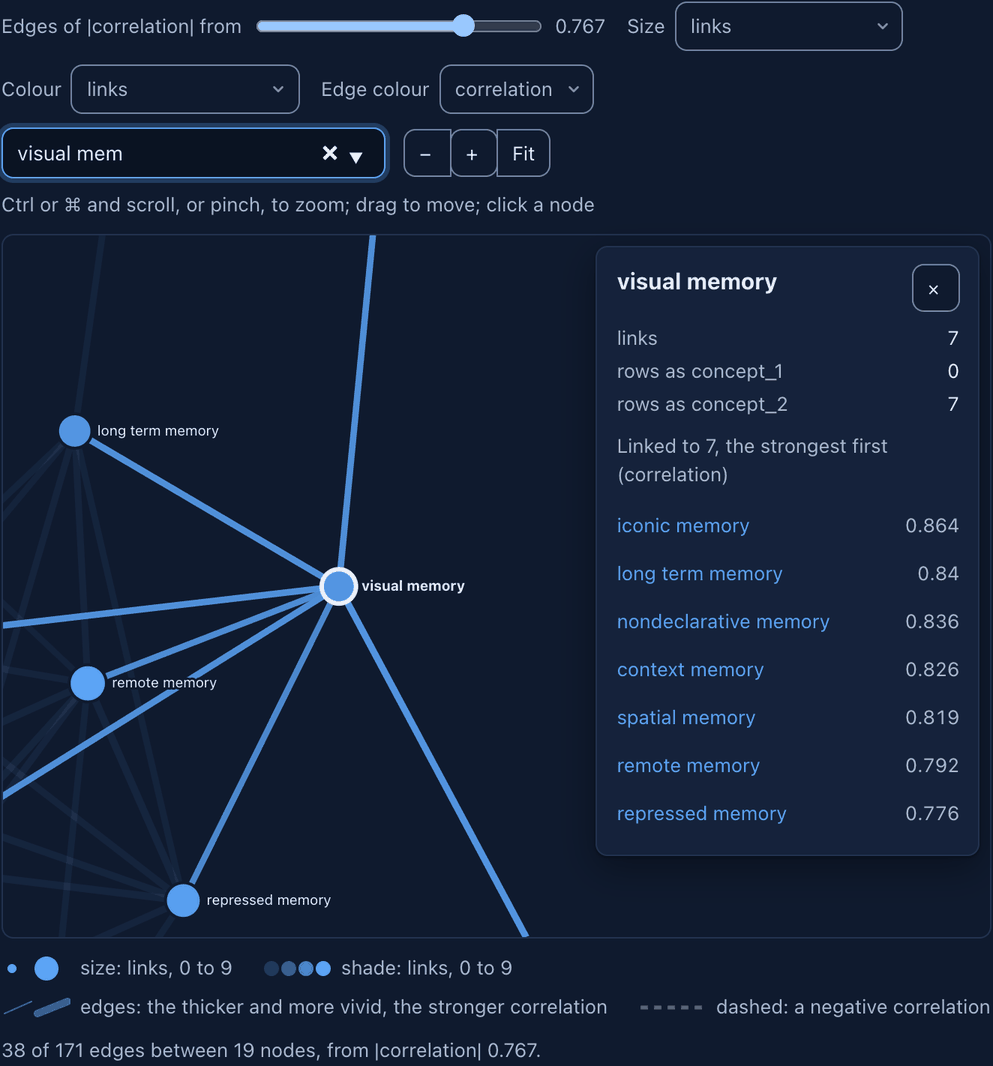 Edges of |correlation| from 0.767 Size links
Colour links Edge colour correlation
visual mem × ▼ − + Fit
Ctrl or ⌘ and scroll, or pinch, to zoom; drag to move; click a node
visual memory ×
links 7
rows as concept_1 0
rows as concept_2 7
Linked to 7, the strongest first
(correlation)
iconic memory 0.864
long term memory 0.84
nondeclarative memory 0.836
context memory 0.826
spatial memory 0.819
remote memory 0.792
repressed memory 0.776
long term memory
visual memory
remote memory
repressed memory
size: links, 0 to 9 shade: links, 0 to 9
edges: the thicker and more vivid, the stronger correlation dashed: a negative correlation
38 of 171 edges between 19 nodes, from |correlation| 0.767.